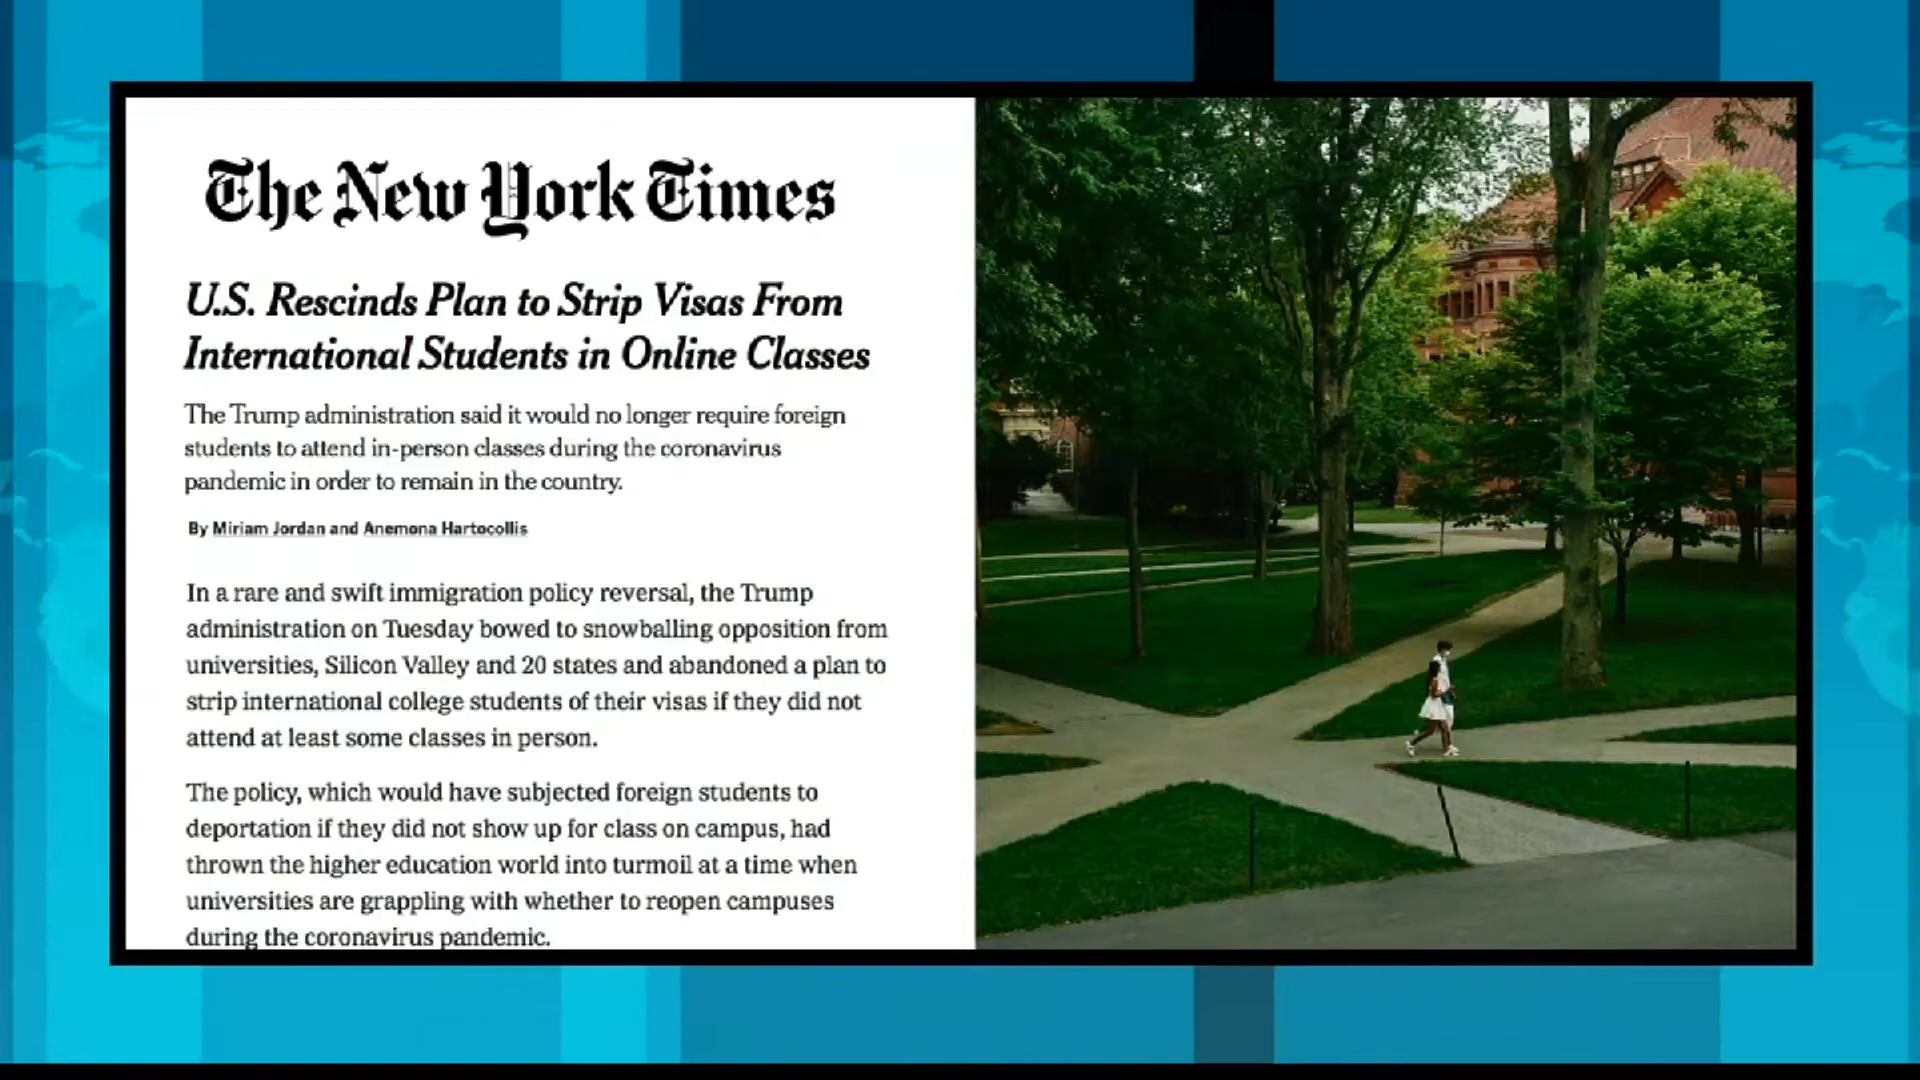 The New York Times
U.S. Rescinds Plan to Strip Visas From
International Students in Online Classes
The Trump administration said it would no longer require foreign
students to attend in-person classes during the coronavirus
pandemic in order to remain in the country.
By Miriam Jordan and Anemona Hartocollis
In a rare and swift immigration policy reversal, the Trump
administration on Tuesday bowed to snowballing opposition from
universities, Silicon Valley and 20 states and abandoned a plan to
strip international college students of their visas if they did not
attend at least some classes in person.
The policy, which would have subjected foreign students to
deportation if they did not show up for class on campus, had
thrown the higher education world into turmoil at a time when
universities are grappling with whether to reopen campuses
during the coronavirus pandemic.